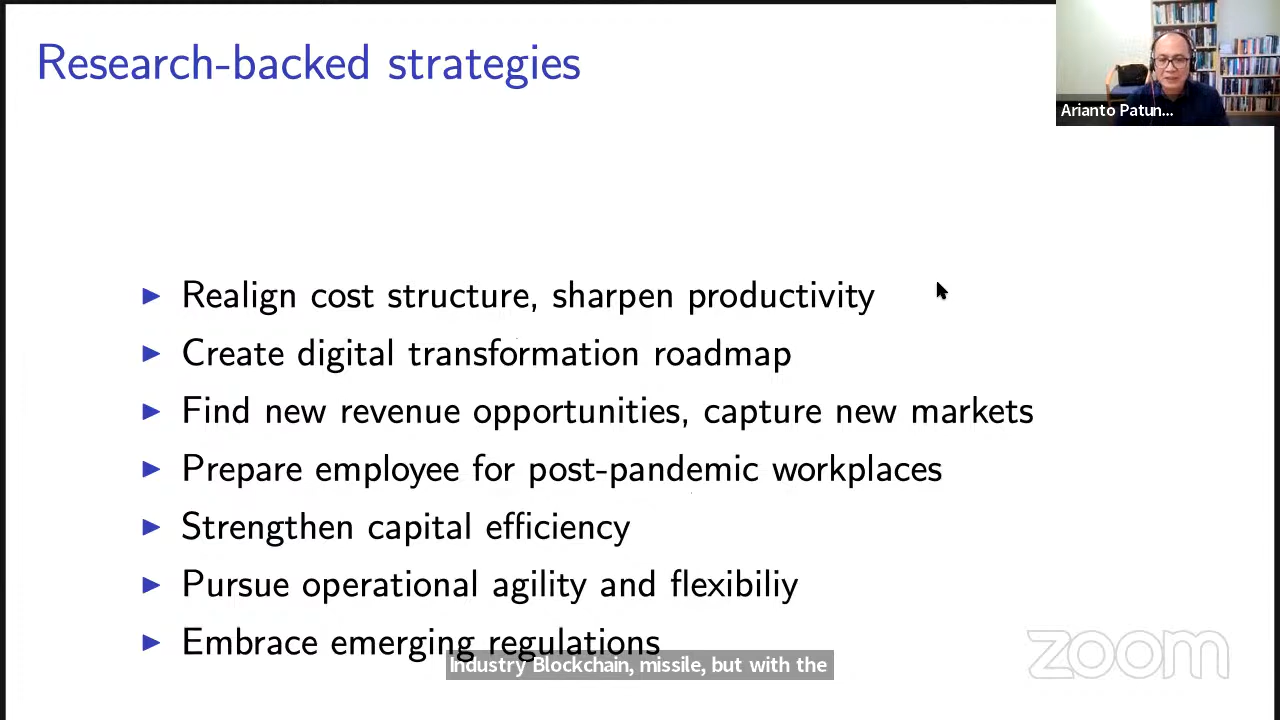 Research-backed strategies
Arianto Patun...
Realign cost structure, sharpen productivity
Create digital transformation roadmap
Find new revenue opportunities, capture new markets
Prepare employee for post-pandemic workplaces
Strengthen capital efficiency
Pursue operational agility and flexibiliy
Embrace emerging regulations
Industry Blockchain, missile, but with the
zoom